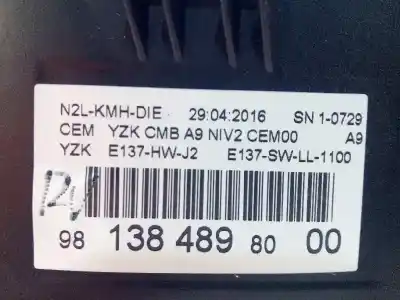 N2L-KMH-DIE 29:04:2016 SN 1-0729
CEM YZK CMB A9 NIV2 CEM00 A9
YZK E137-HW-J2 E137-SW-LL-1100
98 138 489 80 00